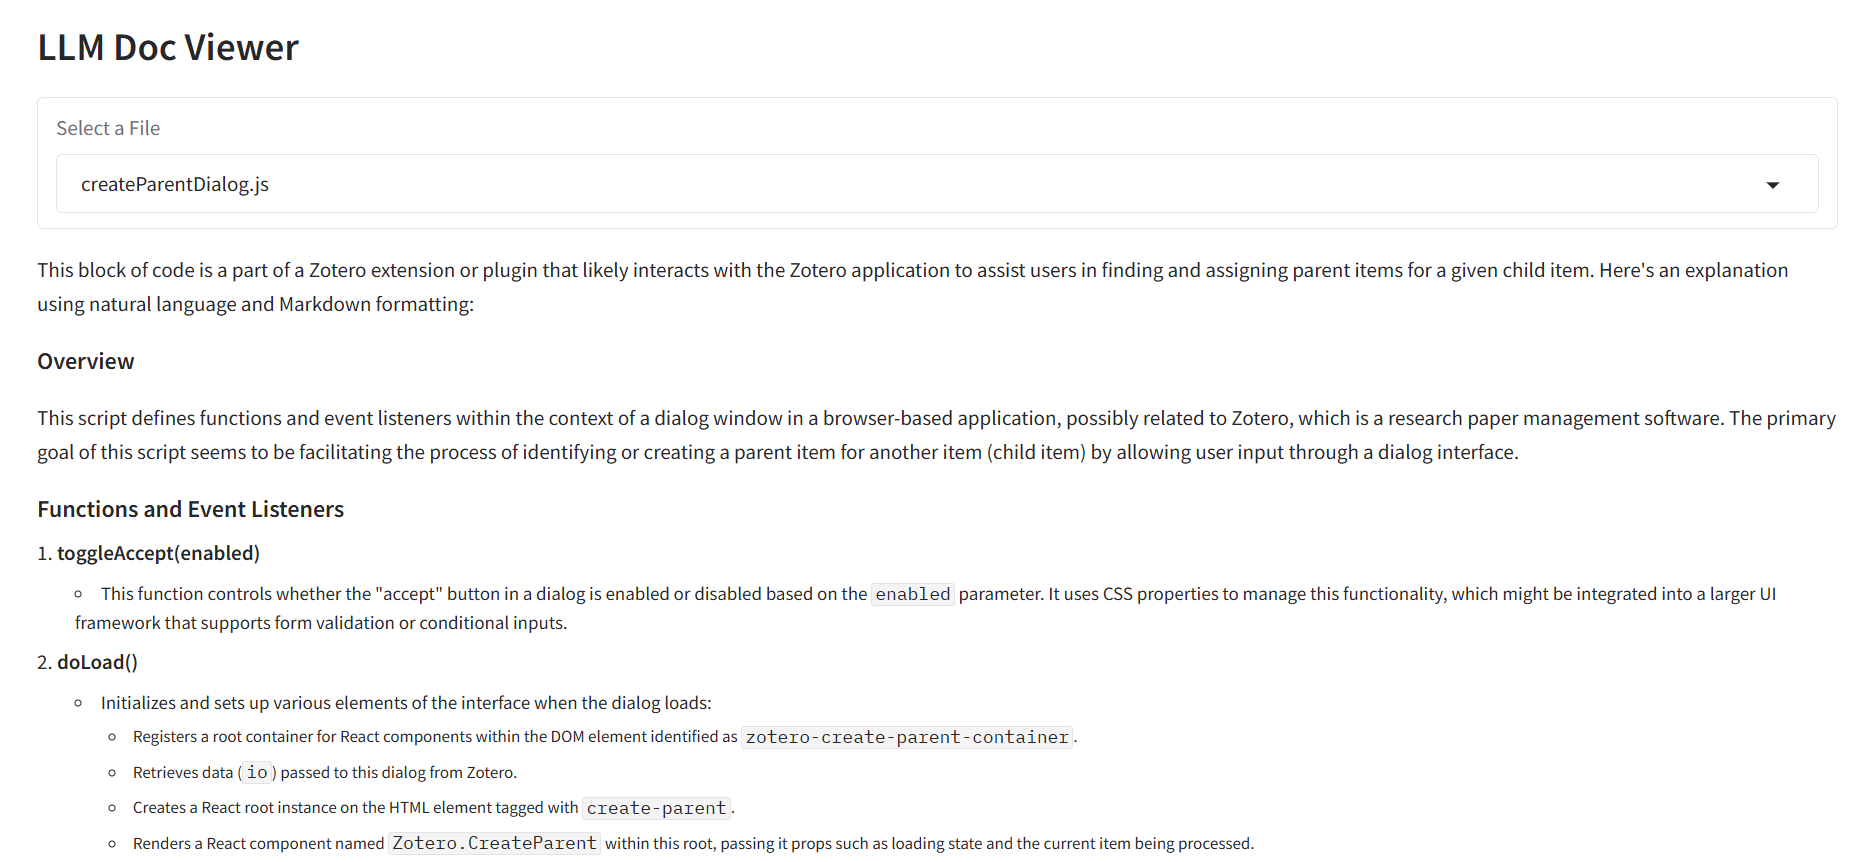 LLM Doc Viewer
Select a File
createParentDialog.js
This block of code is a part of a Zotero extension or plugin that likely interacts with the Zotero application to assist users in finding and assigning parent items for a given child item. Here's an explanation
using natural language and Markdown formatting:
Overview
This script defines functions and event listeners within the context of a dialog window in a browser-based application, possibly related to Zotero, which is a research paper management software. The primary
goal of this script seems to be facilitating the process of identifying or creating a parent item for another item (child item) by allowing user input through a dialog interface.
Functions and Event Listeners
1. toggleAccept(enabled)
This function controls whether the "accept" button in a dialog is enabled or disabled based on the enabled parameter. It uses CSS properties to manage this functionality, which might be integrated into a larger UI
framework that supports form validation or conditional inputs.
2. doLoad()
Initializes and sets up various elements of the interface when the dialog loads:
Registers a root container for React components within the DOM element identified as zotero-create-parent-container.
Retrieves data (io) passed to this dialog from Zotero.
Creates a React root instance on the HTML element tagged with create-parent.
Renders a React component named Zotero.CreateParent within this root, passing it props such as loading state and the current item being processed.